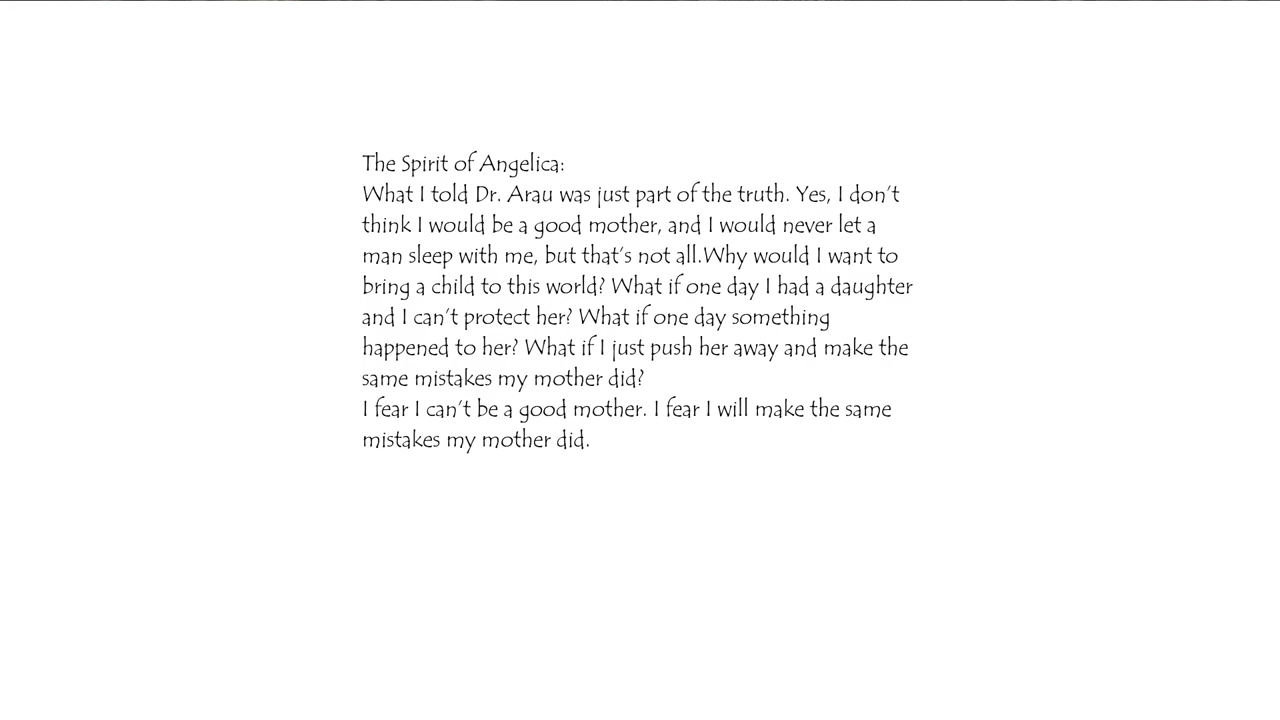 The Spirit of Angelica:
What I told Dr. Arau was just part of the truth. Yes, I don't
think I would be a good mother, and I would never let a
man sleep with me, but that's not all.Why would I want to
bring a child to this world? What if one day I had a daughter
and I can't protect her? What if one day something
happened to her? What if I just push her away and make the
same mistakes my mother did?
I fear I can't be a good mother. I fear I will make the same
mistakes my mother did.